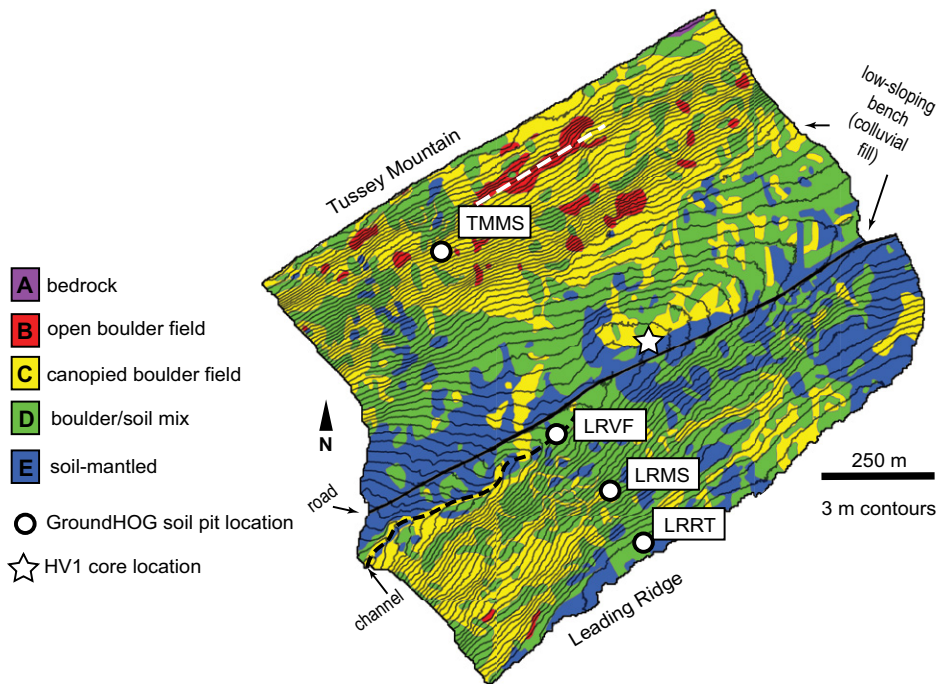 Tussey Mountain
low-sloping
bench
(colluvial
fill)
TMMS
A bedrock
B open boulder field
C canopied boulder field
D boulder/soil mix
E soil-mantled
GroundHOG soil pit location
HV1 core location
N
road
channel
LRVF
LRMS
LRRT
Leading Ridge
250 m
3 m contours